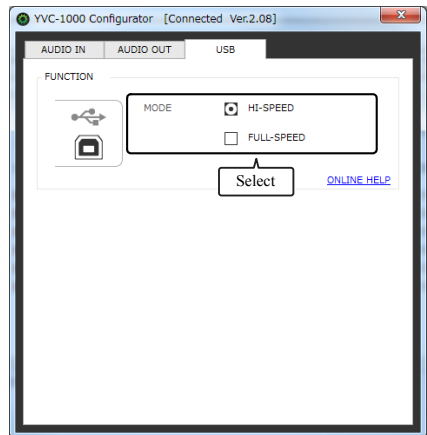 YVC-1000 Configurator [Connected Ver.2.08]
AUDIO IN AUDIO OUT USB
FUNCTION
MODE HI-SPEED
FULL-SPEED
Select
ONLINE HELP